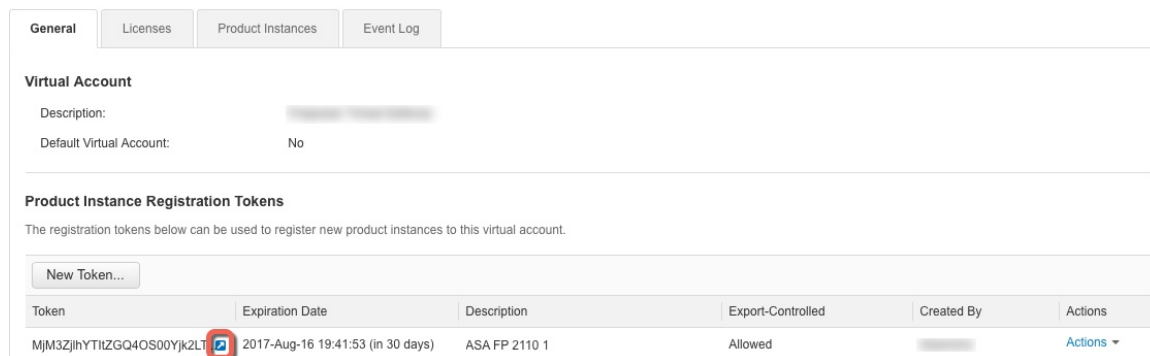 General Licenses Product Instances Event Log
Virtual Account
Description:
Default Virtual Account: No
Product Instance Registration Tokens
The registration tokens below can be used to register new product instances to this virtual account.
New Token...
Token Expiration Date Description Export-Controlled Created By Actions
MjM3ZjlhYTItZGQ4OS00Yjk2LT 2017-Aug-16 19:41:53 (in 30 days) ASA FP 2110 1 Allowed Actions